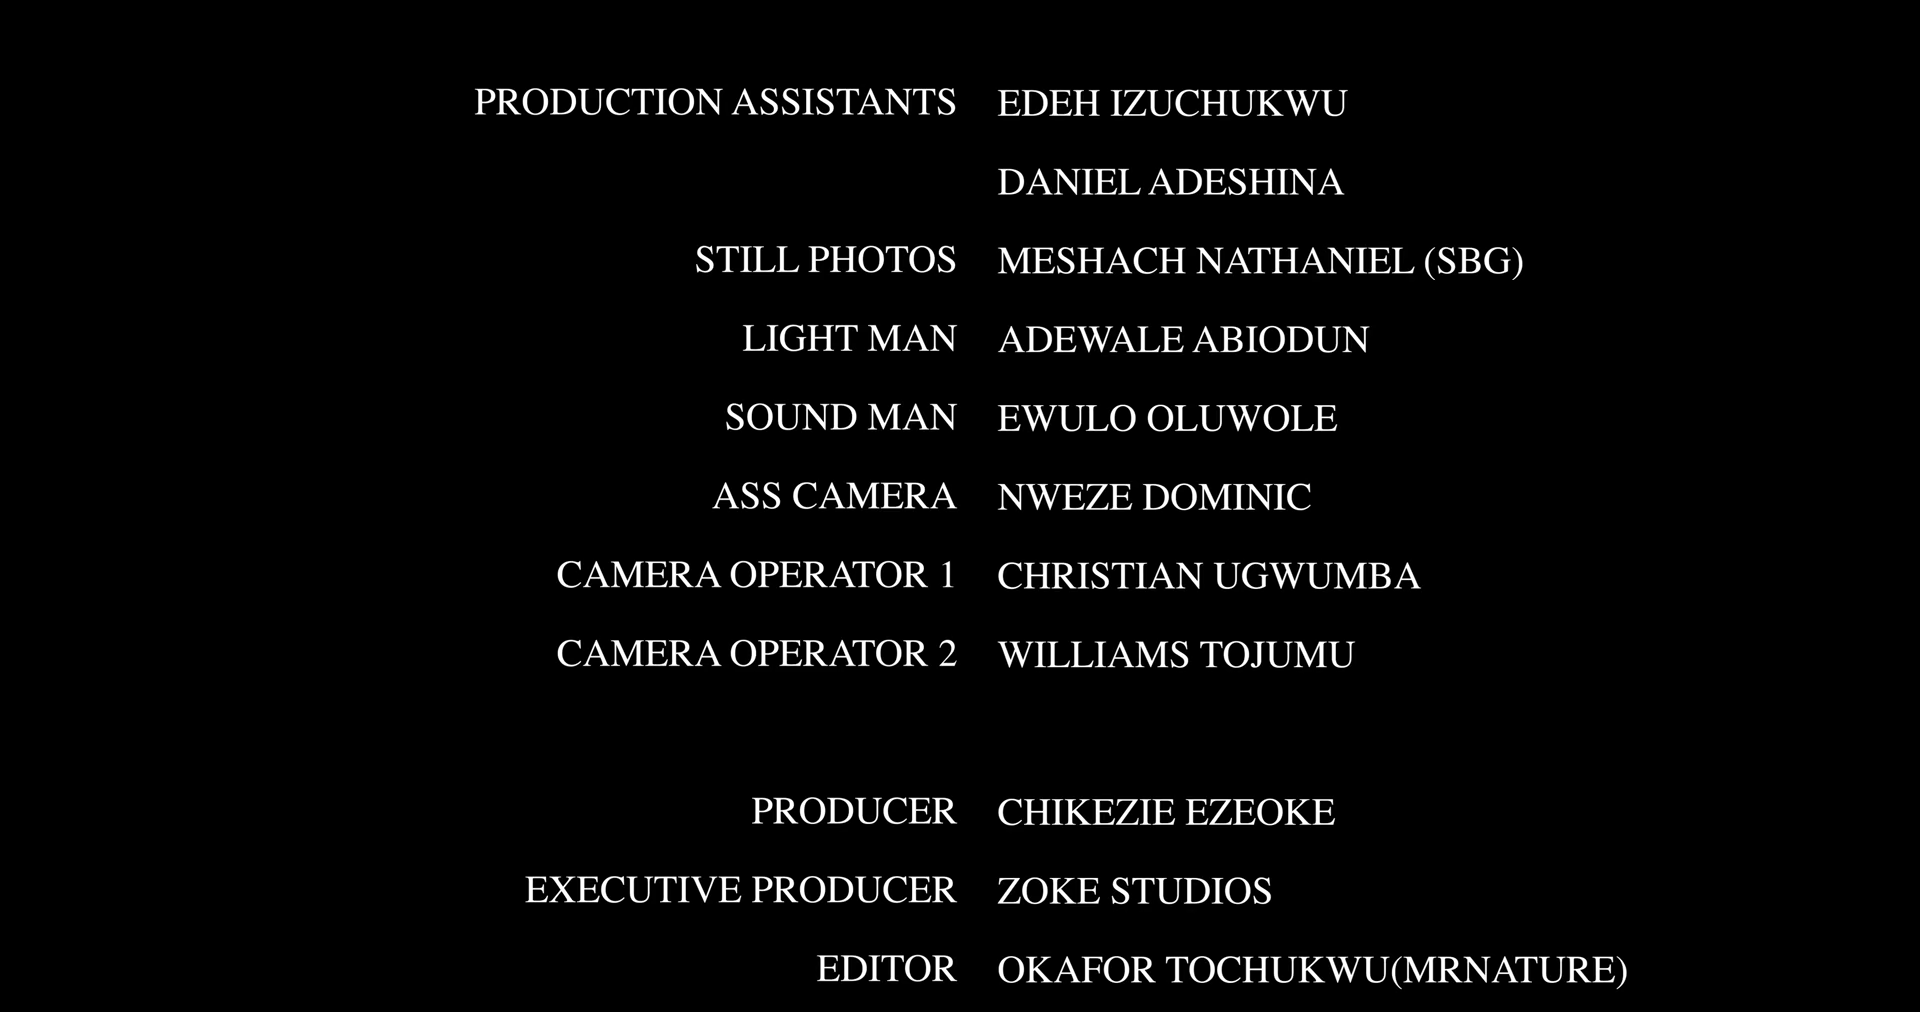 PRODUCTION ASSISTANTS EDEH IZUCHUKWU
DANIEL ADESHINA
STILL PHOTOS MESHACH NATHANIEL (SBG)
LIGHT MAN ADEWALE ABIODUN
SOUND MAN EWULO OLUWOLE
ASS CAMERA NWEZE DOMINIC
CAMERA OPERATOR 1 CHRISTIAN UGWUMBA
CAMERA OPERATOR 2 WILLIAMS TOJUMU
PRODUCER CHIKEZIE EZEOKE
EXECUTIVE PRODUCER ZOKE STUDIOS
EDITOR OKAFOR TOCHUKWU(MRNATURE)